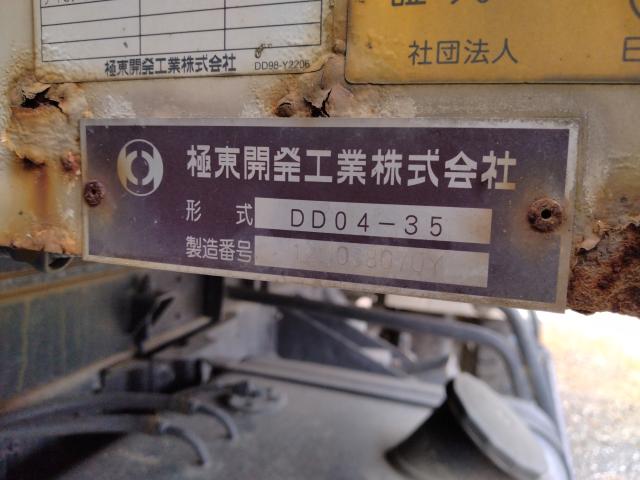 極東開発工業株式会社 DD98-Y2206
社団法人
極東開発工業株式会社
形式 DD04-35
製造番号